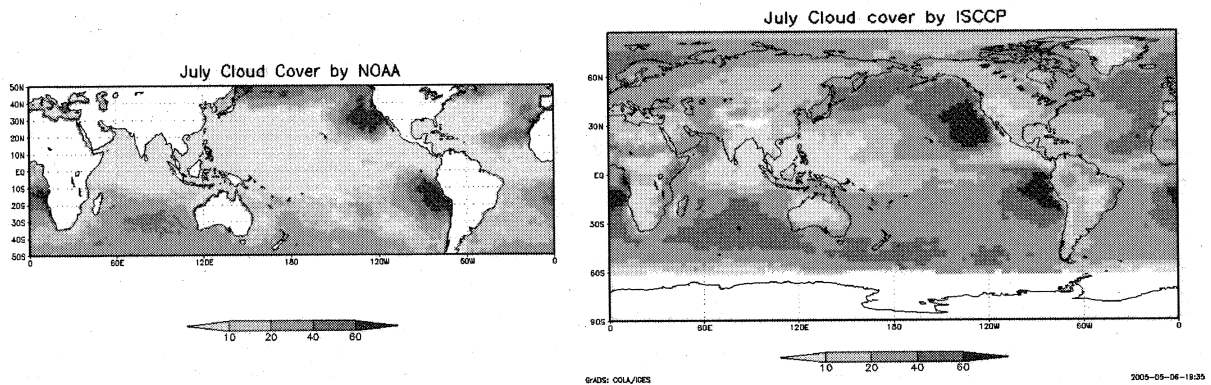 July Cloud Cover by NOAA
50N
40N
30N
20N
10N
EQ
10S
20S
30S
40S
50S
0 60E 120E 180 120W 60W 0
10 20 40 60
July Cloud cover by ISCCP
60N
30N
EQ
30S
60S
90S
0 60E 120E 180 120W 60W 0
10 20 40 60
GrADS: COLA/IGES
2005-05-06-18:35